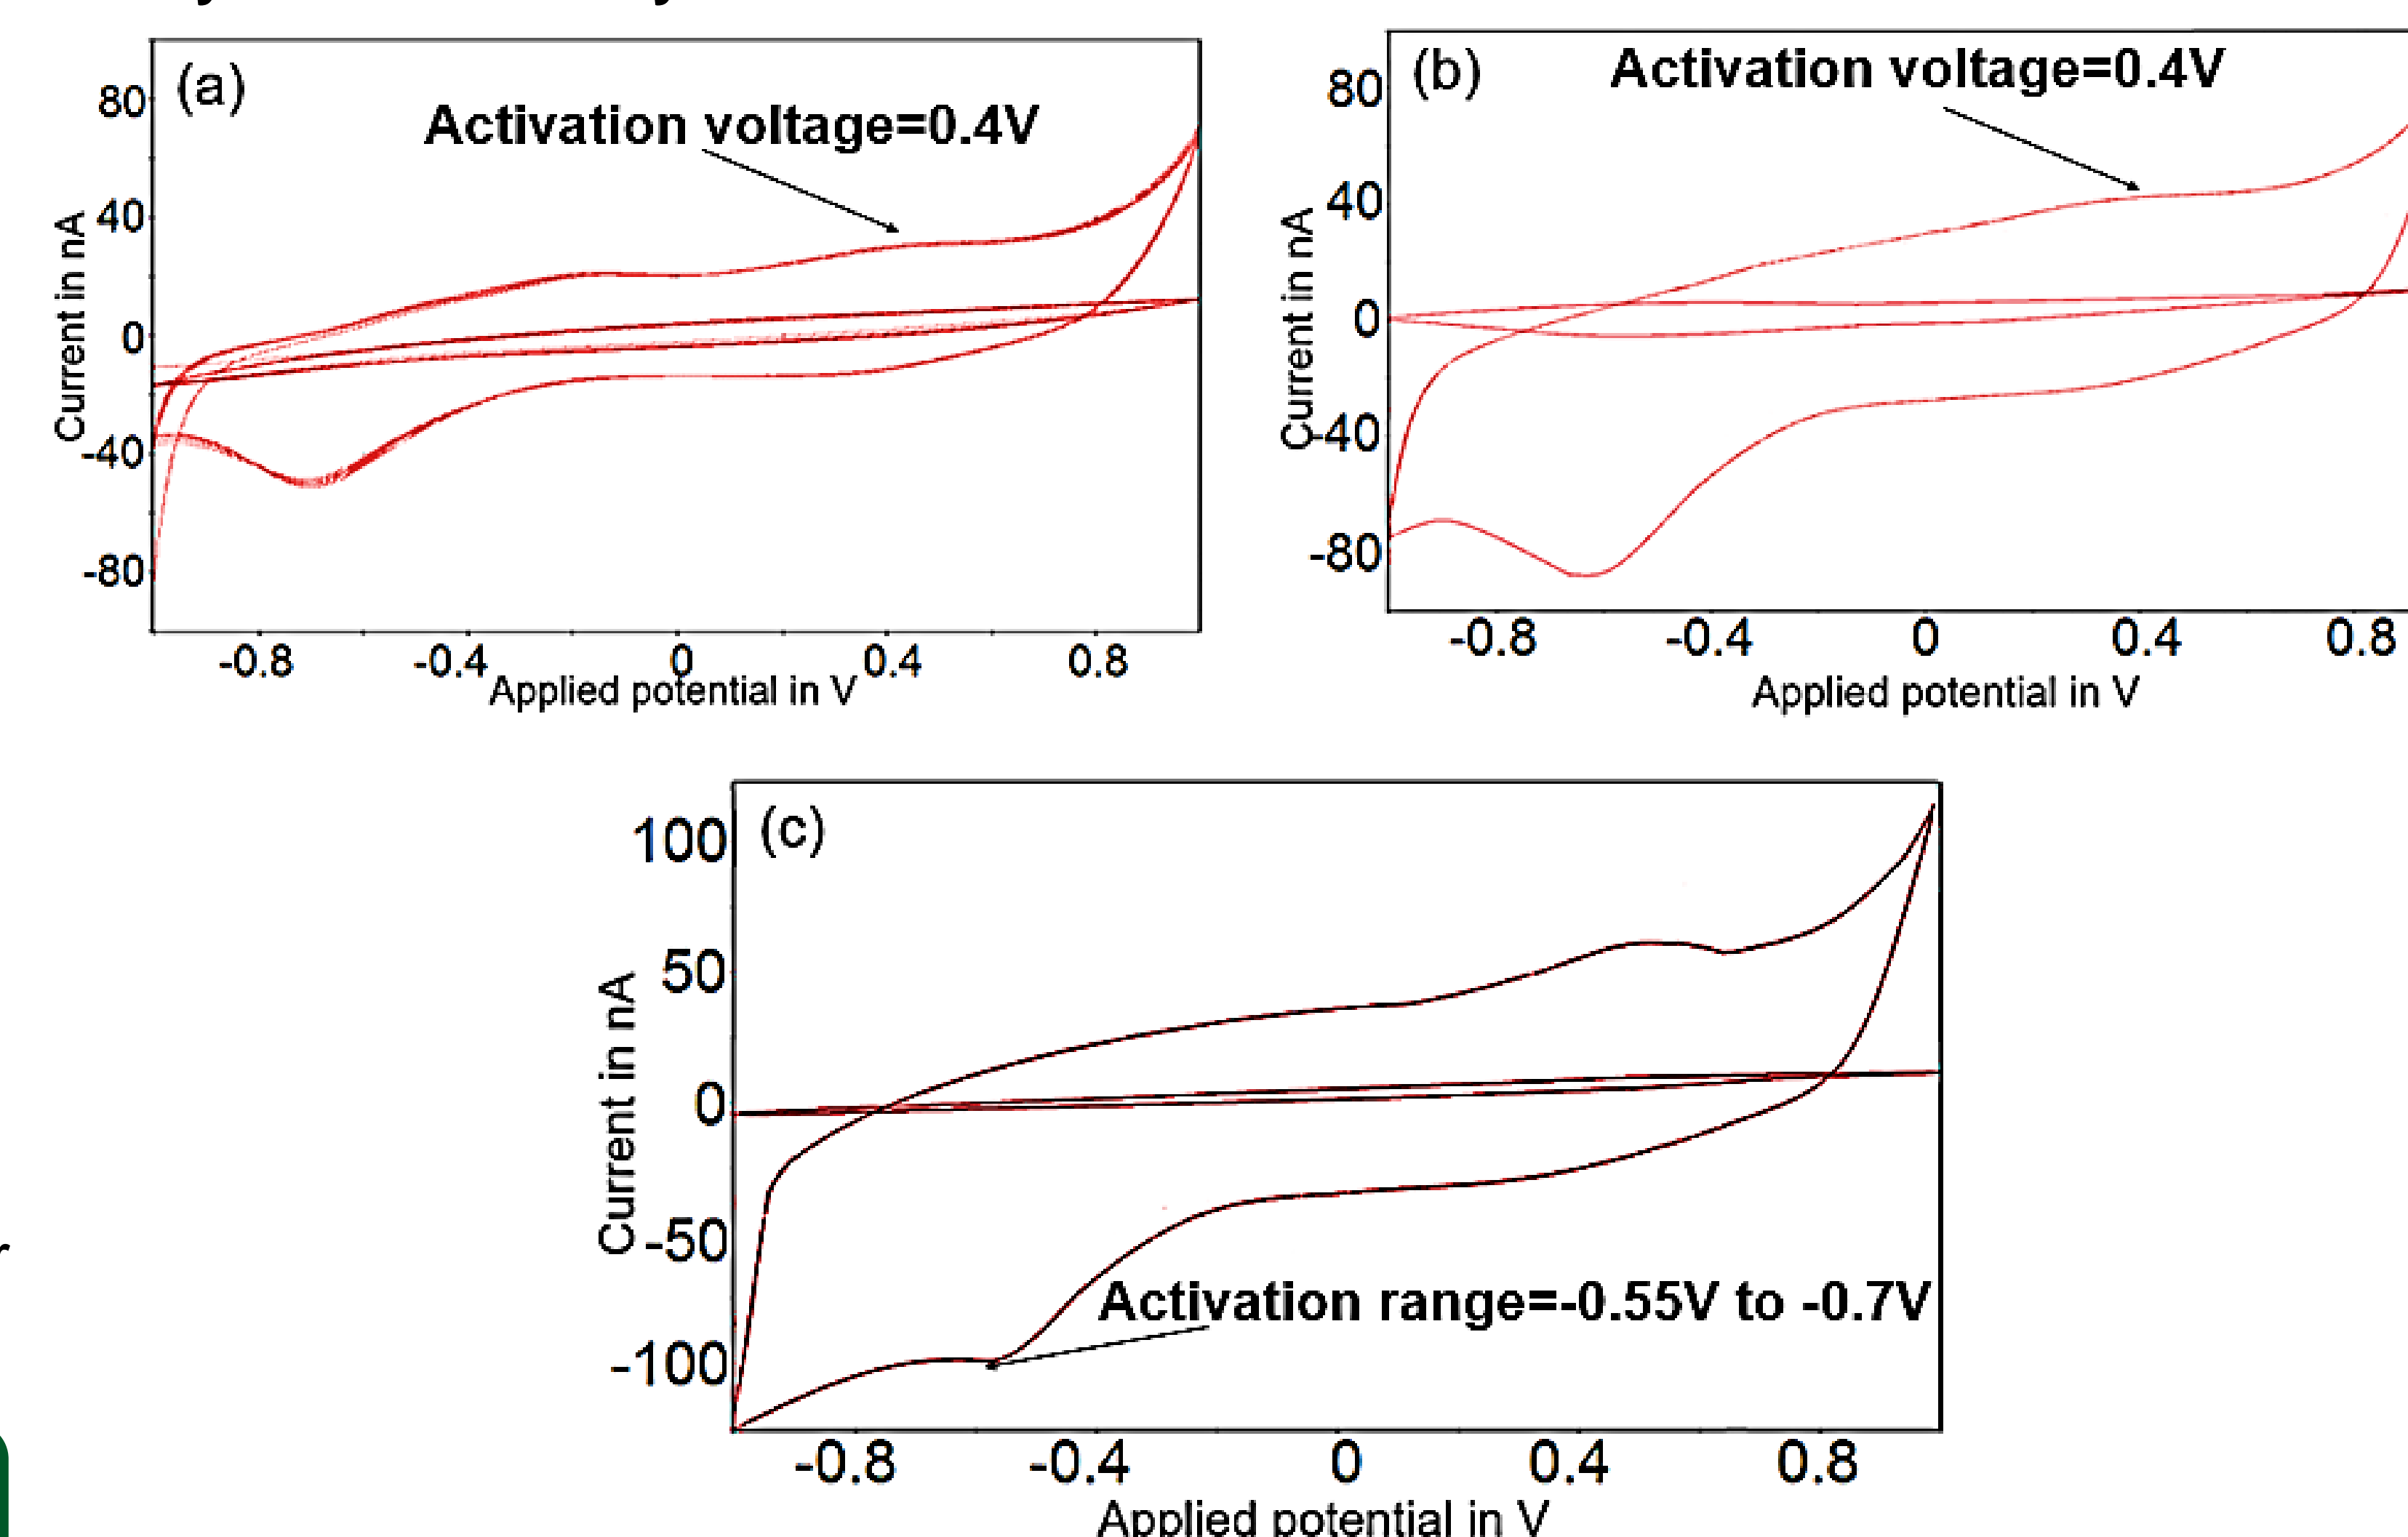 (a)
Activation voltage=0.4V
80
40
0
-40
-80
Current in nA
-0.8 -0.4 0 0.4 0.8
Applied potential in V
(b)
Activation voltage=0.4V
80
40
0
-40
-80
Current in nA
-0.8 -0.4 0 0.4 0.8
Applied potential in V
(c)
100
50
0
-50
-100
Current in nA
Activation range=-0.55V to -0.7V
-0.8 -0.4 0 0.4 0.8
Applied potential in V